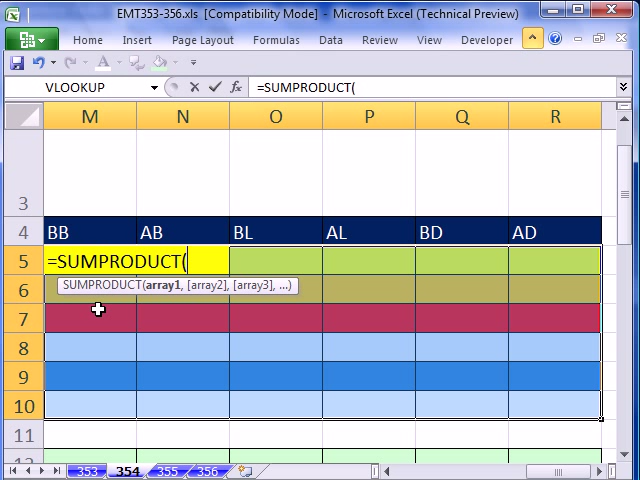 EMT353-356.xls [Compatibility Mode] - Microsoft Excel (Technical Preview)
Home Insert Page Layout Formulas Data Review View Developer
VLOOKUP fx =SUMPRODUCT(
M N O P Q R
3
4 BB AB BL AL BD AD
5 =SUMPRODUCT(
6 SUMPRODUCT(array1, [array2], [array3], ...)
7
8
9
10
11
353 354 355 356